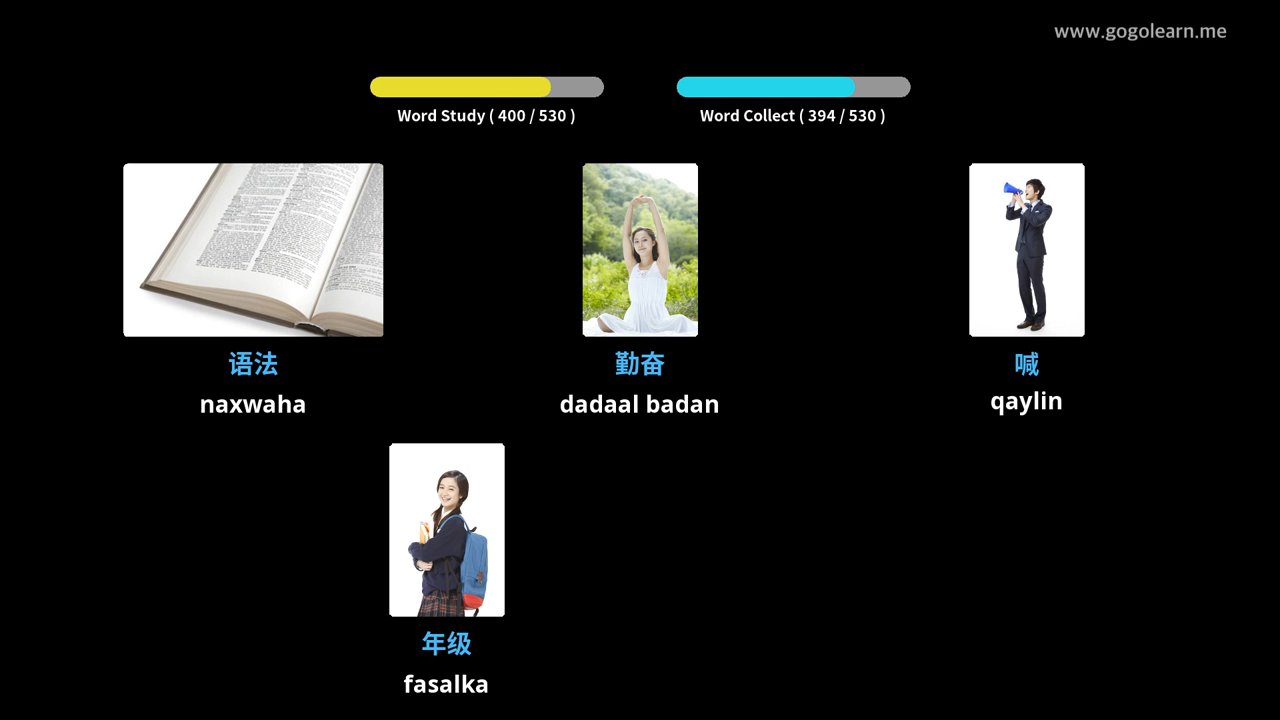 www.gogolearn.me
Word Study ( 400 / 530 )
Word Collect ( 394 / 530 )
语法
naxwaha
勤奋
dadaal badan
喊
qaylin
年级
fasalka